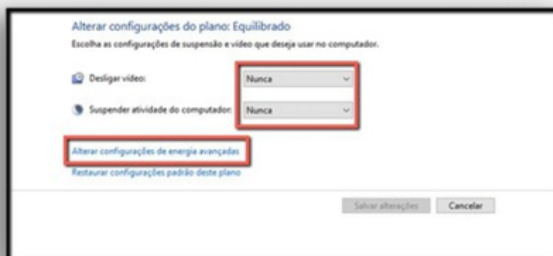 Alterar configurações do plano: Equilibrado
Escolha as configurações de suspensão e vídeo que deseja usar no computador.
Desligar vídeo: Nunca
Suspender atividade do computador: Nunca
Alterar configurações de energia avançadas
Restaurar configurações padrão deste plano
Salvar alterações Cancelar